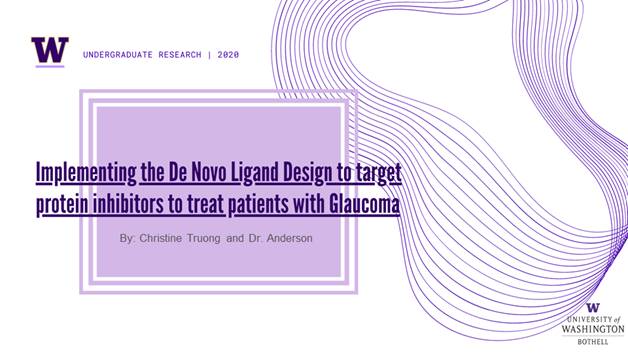 W
UNDERGRADUATE RESEARCH | 2020
Implementing the De Novo Ligand Design to target
protein inhibitors to treat patients with Glaucoma
By: Christine Truong and Dr. Anderson
W
UNIVERSITY of
WASHINGTON
BOTHELL